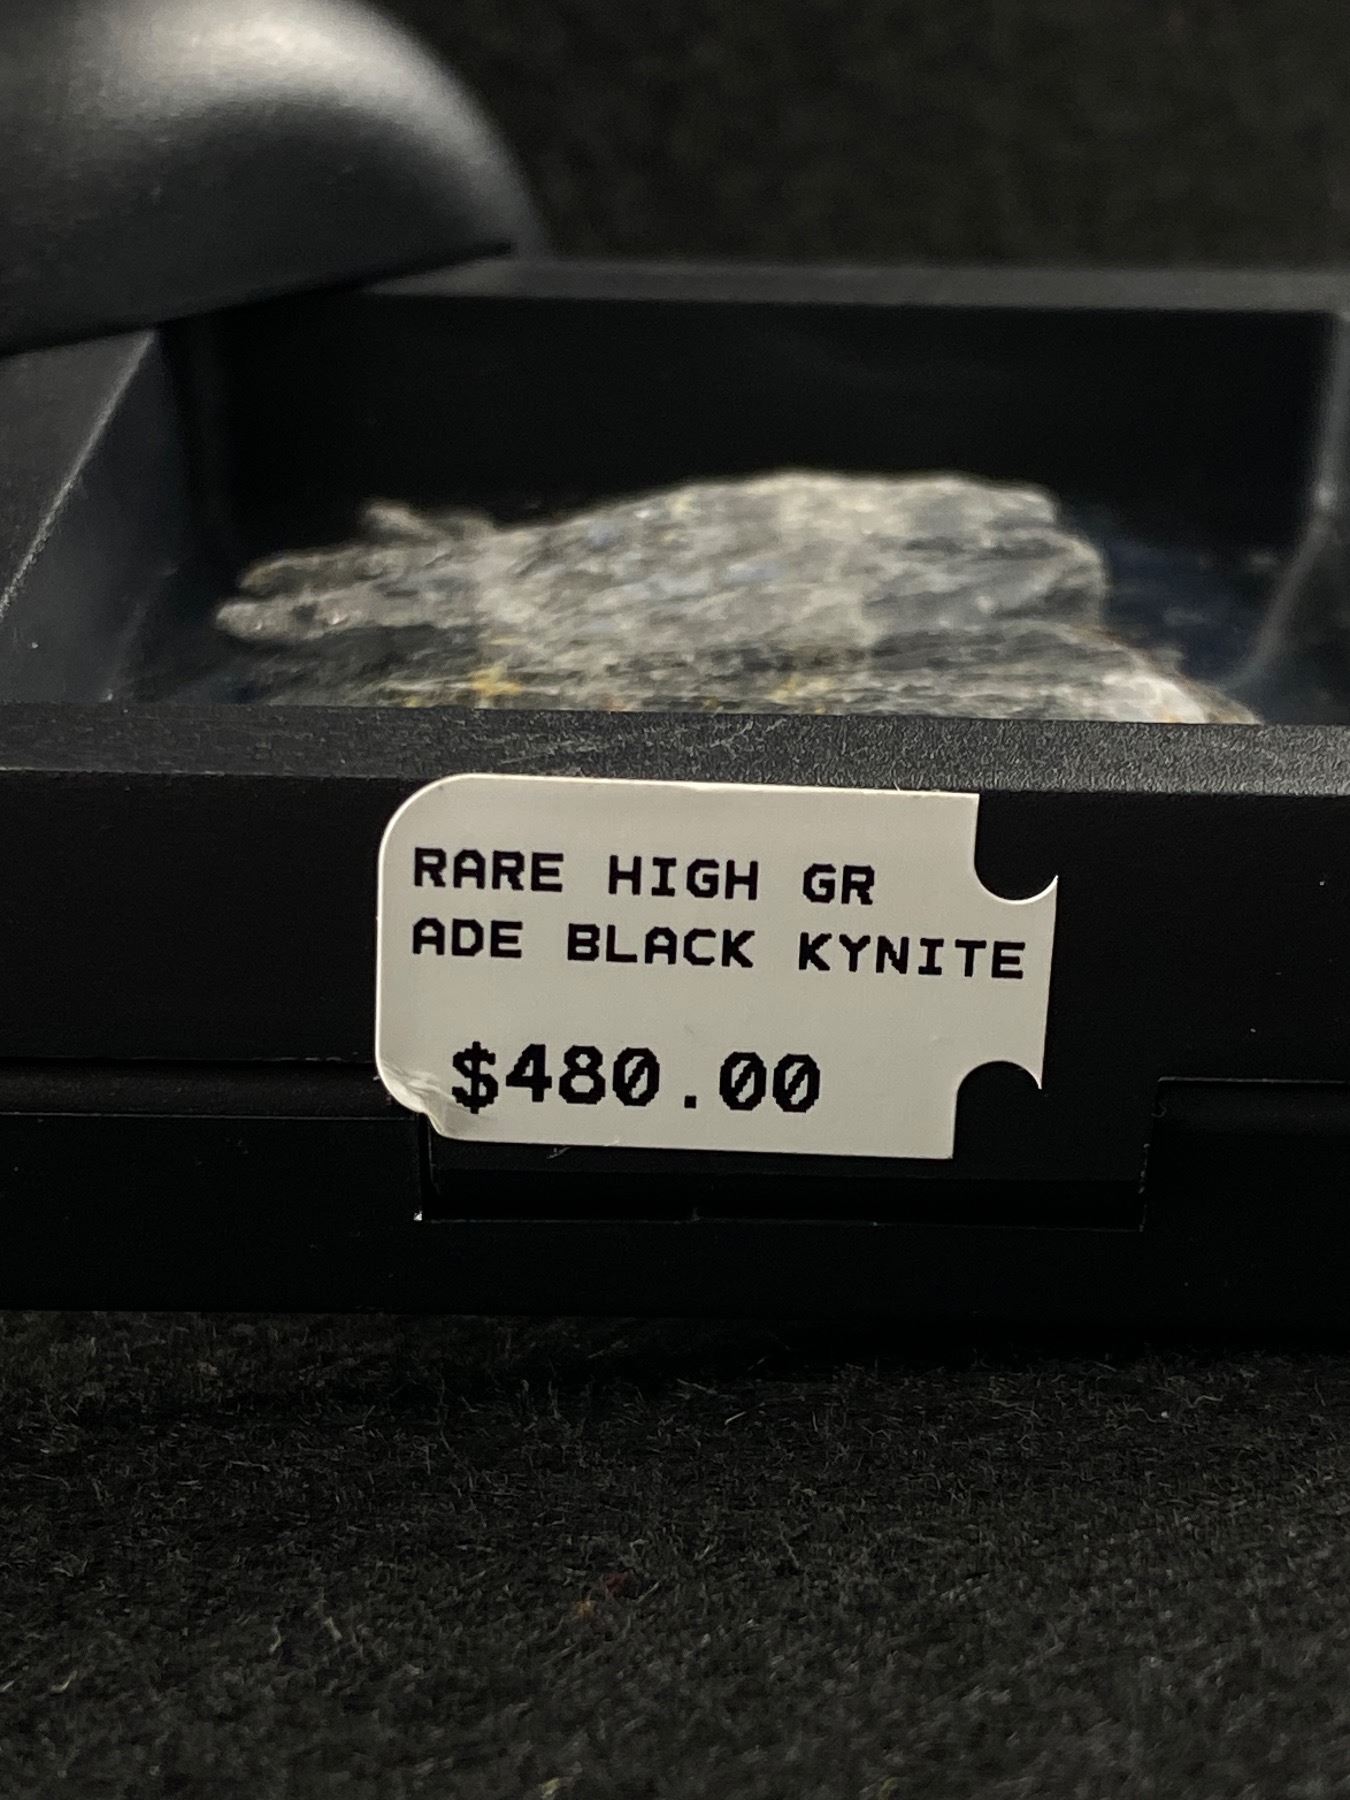 RARE HIGH GR
ADE BLACK KYNITE
$480.00